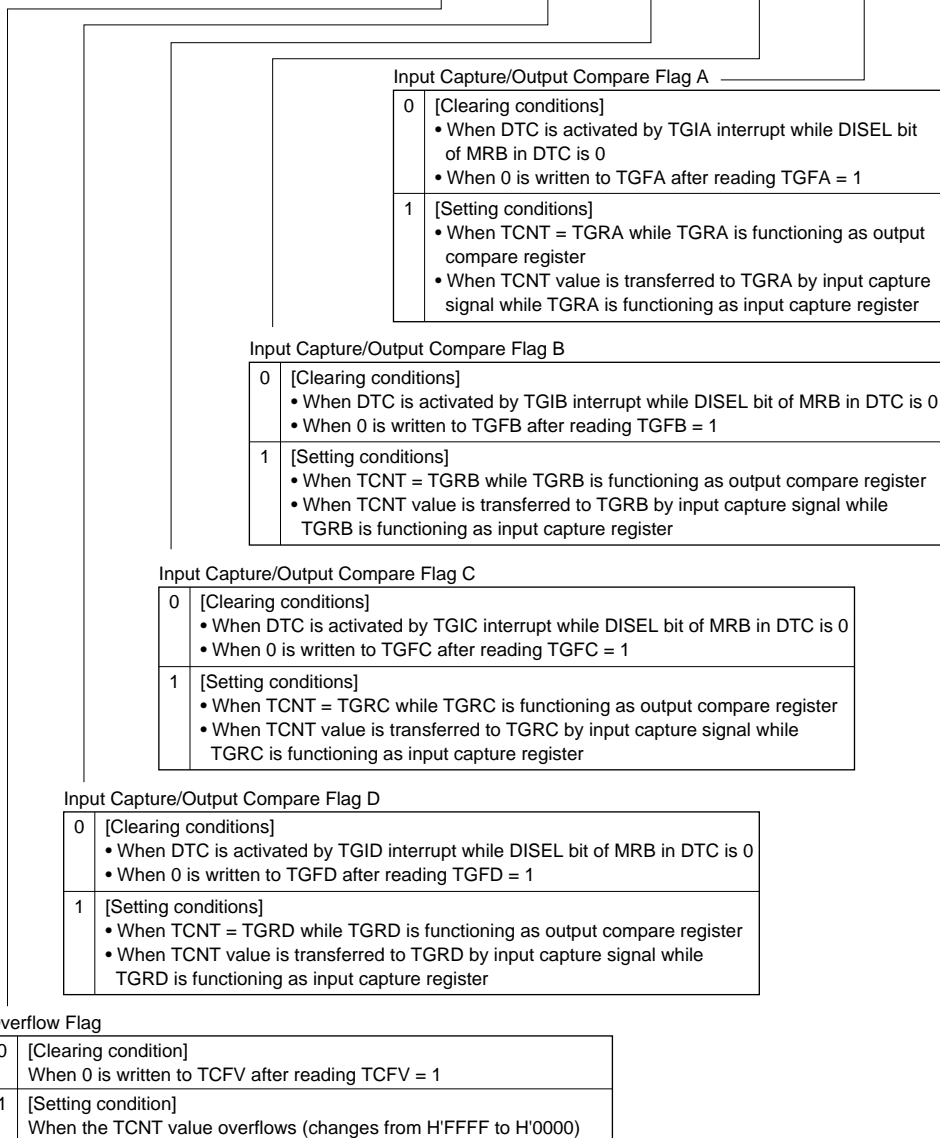 Input Capture/Output Compare Flag A
0 [Clearing conditions]
• When DTC is activated by TGIA interrupt while DISEL bit
of MRB in DTC is 0
• When 0 is written to TGFA after reading TGFA = 1
1 [Setting conditions]
• When TCNT = TGRA while TGRA is functioning as output
compare register
• When TCNT value is transferred to TGRA by input capture
signal while TGRA is functioning as input capture register
Input Capture/Output Compare Flag B
0 [Clearing conditions]
• When DTC is activated by TGIB interrupt while DISEL bit of MRB in DTC is 0
• When 0 is written to TGFB after reading TGFB = 1
1 [Setting conditions]
• When TCNT = TGRB while TGRB is functioning as output compare register
• When TCNT value is transferred to TGRB by input capture signal while
TGRB is functioning as input capture register
Input Capture/Output Compare Flag C
0 [Clearing conditions]
• When DTC is activated by TGIC interrupt while DISEL bit of MRB in DTC is 0
• When 0 is written to TGFC after reading TGFC = 1
1 [Setting conditions]
• When TCNT = TGRC while TGRC is functioning as output compare register
• When TCNT value is transferred to TGRC by input capture signal while
TGRC is functioning as input capture register
Input Capture/Output Compare Flag D
0 [Clearing conditions]
• When DTC is activated by TGID interrupt while DISEL bit of MRB in DTC is 0
• When 0 is written to TGFD after reading TGFD = 1
1 [Setting conditions]
• When TCNT = TGRD while TGRD is functioning as output compare register
• When TCNT value is transferred to TGRD by input capture signal while
TGRD is functioning as input capture register
verflow Flag
0 [Clearing condition]
When 0 is written to TCFV after reading TCFV = 1
1 [Setting condition]
When the TCNT value overflows (changes from H'FFFF to H'0000)